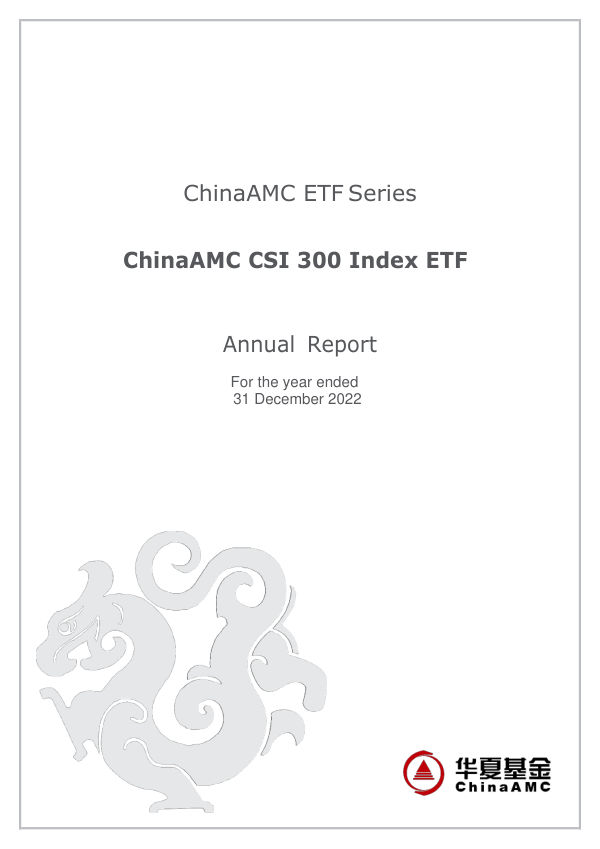 ChinaAMC ETF Series
ChinaAMC CSI 300 Index ETF
Annual Report
For the year ended
31 December 2022
华夏基金
ChinaAMC